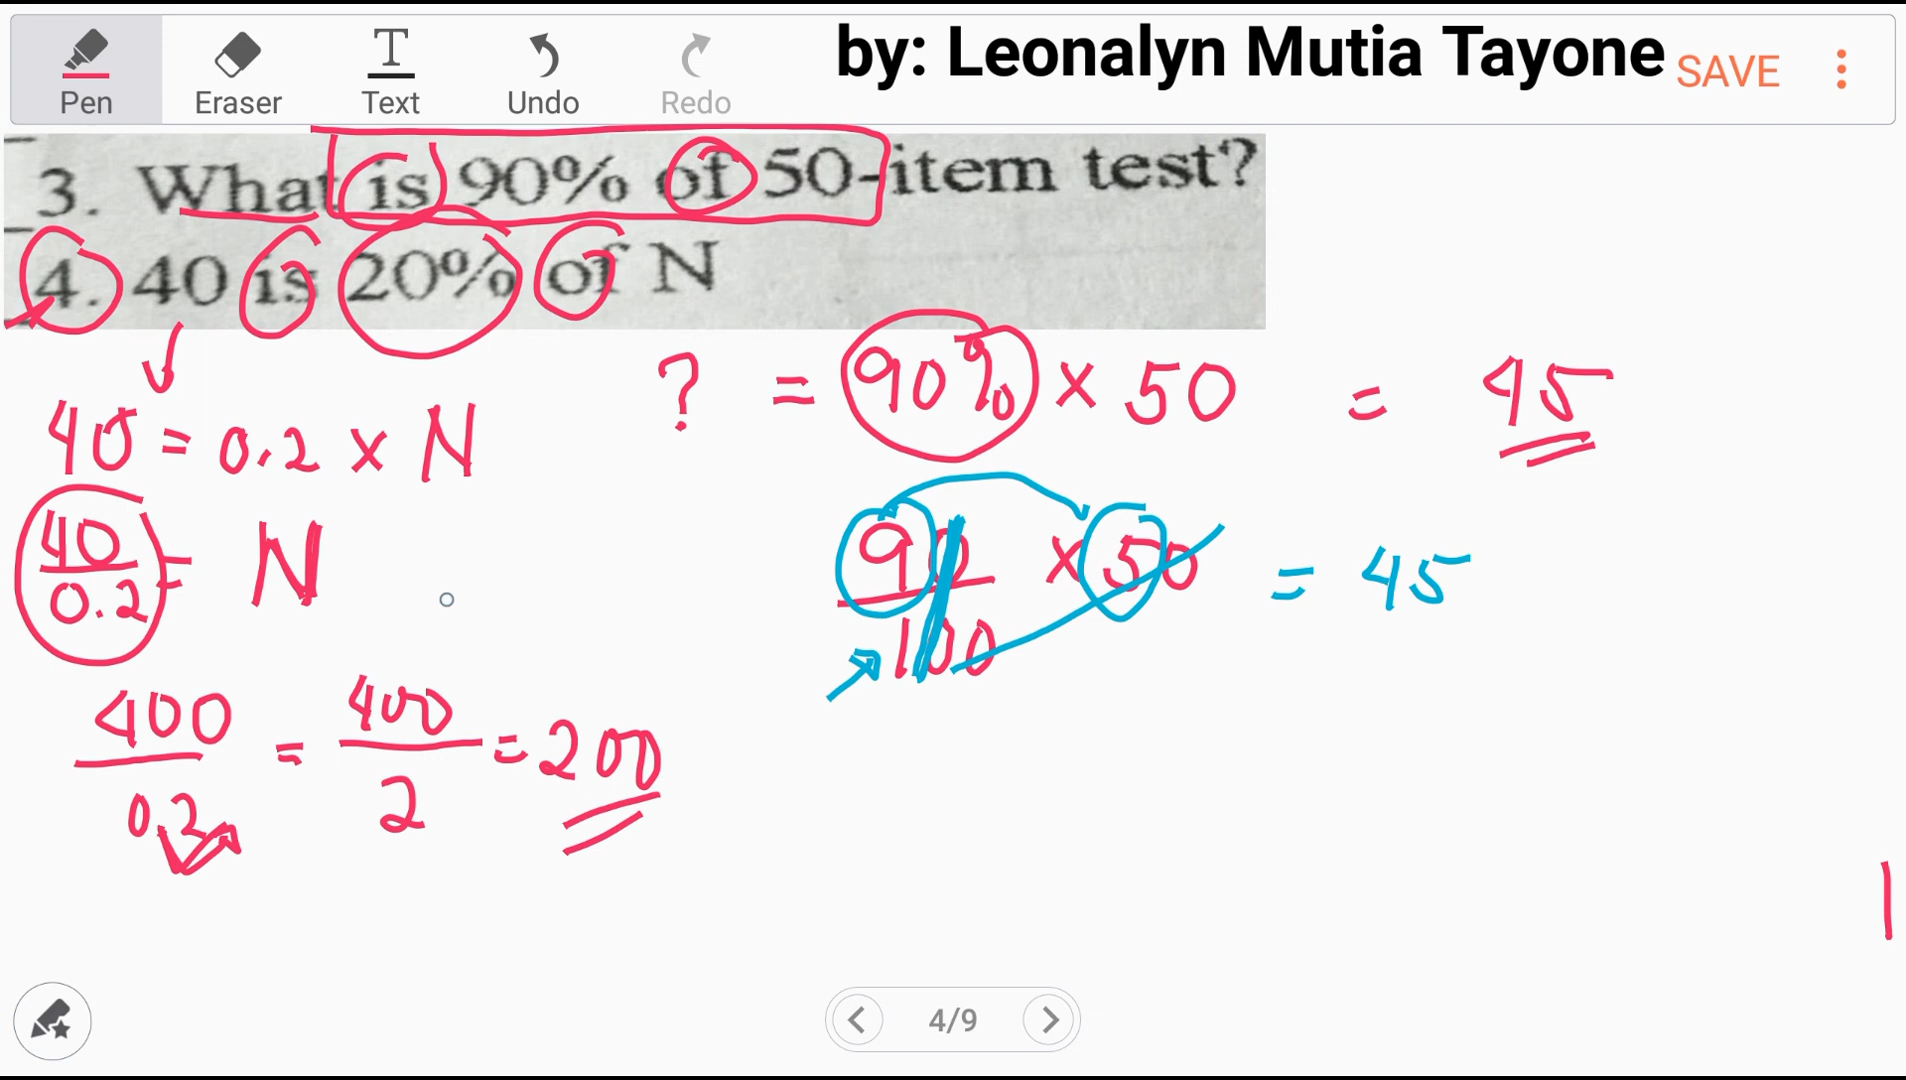 Pen
Eraser
Text
Undo
Redo
by: Leonalyn Mutia Tayone
SAVE
3. What is 90% of 50-item test?
4. 40 is 20% of N
? = 90% × 50 = 45
40 = 0.2 × N
40/0.2 = N
90/100 × 50 = 45
400/0.2 = 400/2 = 200
4/9